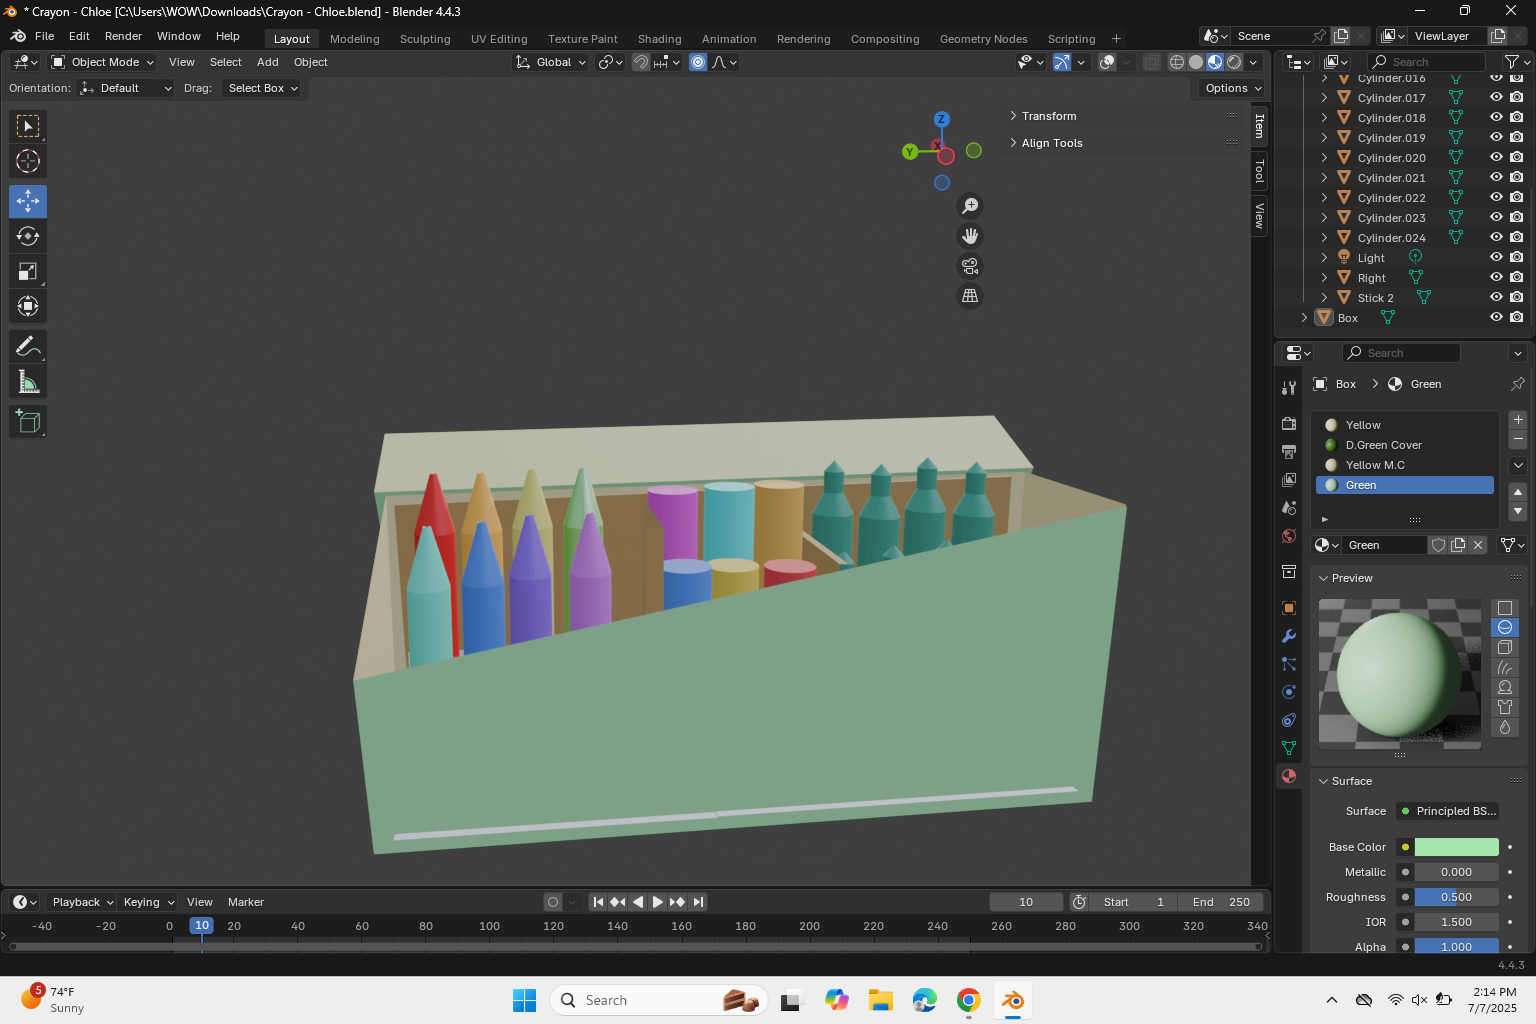 * Crayon - Chloe [C:\Users\WOW\Downloads\Crayon - Chloe.blend] - Blender 4.4.3
File Edit Render Window Help Layout Modeling Sculpting UV Editing Texture Paint Shading Animation Rendering Compositing Geometry Nodes Scripting + Scene ViewLayer
Object Mode View Select Add Object Global Search
Orientation: Default Drag: Select Box Options
Cylinder.016
Cylinder.017
Cylinder.018
Cylinder.019
Cylinder.020
Cylinder.021
Cylinder.022
Cylinder.023
Cylinder.024
Light
Right
Stick 2
Box
Z
Y
X
Transform
Align Tools
Item
Tool
View
Search
Box > Green
Yellow
D.Green Cover
Yellow M.C
Green
Green
Preview
Surface
Surface Principled BS...
Base Color
Metallic 0.000
Roughness 0.500
IOR 1.500
Alpha 1.000
Playback Keying View Marker 10 Start 1 End 250
-40 -20 0 10 20 40 60 80 100 120 140 160 180 200 220 240 260 280 300 320 340
4.4.3
5
74°F
Sunny
Search
2:14 PM
7/7/2025